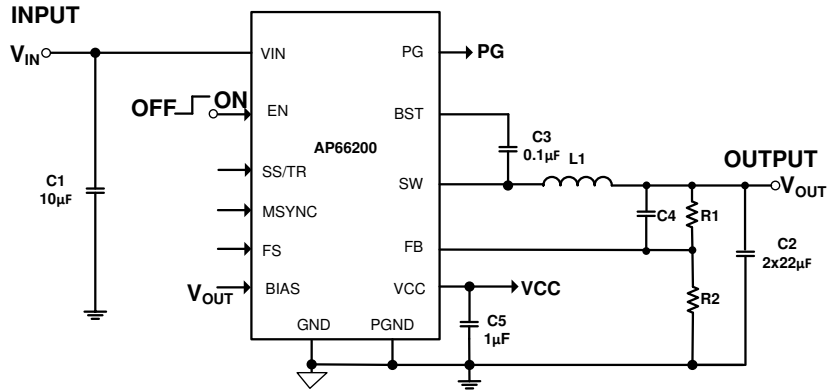 INPUT
VIN
VIN
PG
PG
OFF
ON
EN
BST
AP66200
C3
0.1µF
L1
OUTPUT
VOUT
C1
10µF
SS/TR
SW
C4
R1
MSYNC
FS
FB
C2
2x22µF
VOUT
BIAS
VCC
VCC
R2
C5
1µF
GND
PGND